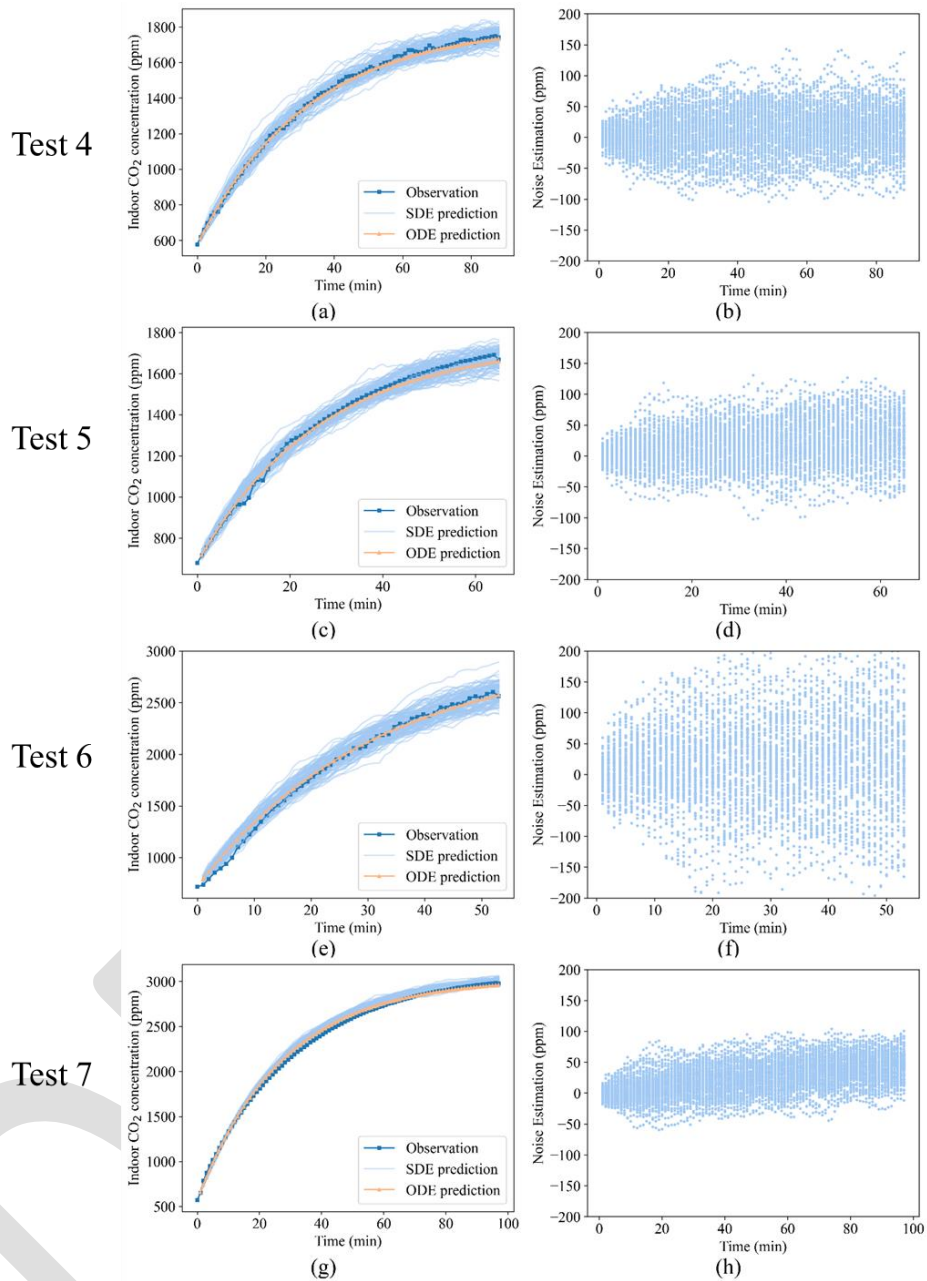 Test 4
Indoor CO2 concentration (ppm)
1800
1600
1400
1200
1000
800
600
Observation
SDE prediction
ODE prediction
0 20 40 60 80
Time (min)
(a)
Noise Estimation (ppm)
200
150
100
50
0
−50
−100
−150
−200
0 20 40 60 80
Time (min)
(b)
Test 5
Indoor CO2 concentration (ppm)
1800
1600
1400
1200
1000
800
Observation
SDE prediction
ODE prediction
0 20 40 60
Time (min)
(c)
Noise Estimation (ppm)
200
150
100
50
0
−50
−100
−150
−200
0 20 40 60
Time (min)
(d)
Test 6
Indoor CO2 concentration (ppm)
3000
2500
2000
1500
1000
Observation
SDE prediction
ODE prediction
0 10 20 30 40 50
Time (min)
(e)
Noise Estimation (ppm)
200
150
100
50
0
−50
−100
−150
−200
0 10 20 30 40 50
Time (min)
(f)
Test 7
Indoor CO2 concentration (ppm)
3000
2500
2000
1500
1000
500
Observation
SDE prediction
ODE prediction
0 20 40 60 80 100
Time (min)
(g)
Noise Estimation (ppm)
200
150
100
50
0
−50
−100
−150
−200
0 20 40 60 80 100
Time (min)
(h)